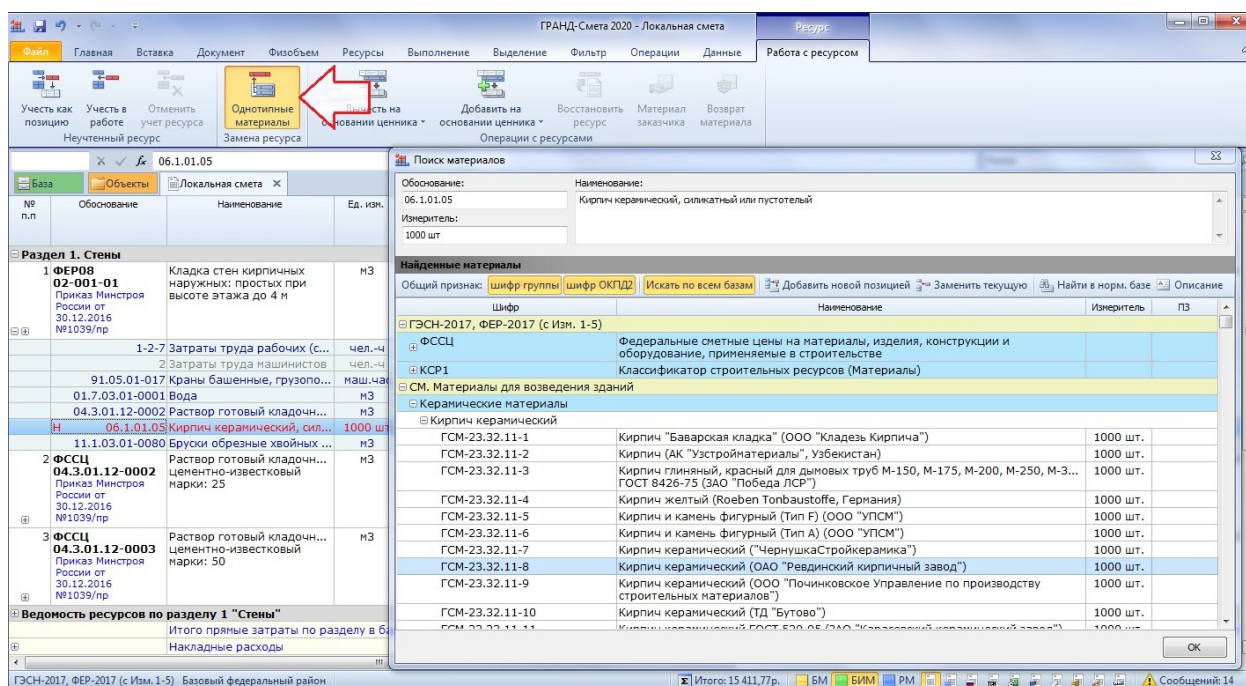 ГРАНД-Смета 2020 - Локальная смета
Ресурс
Файл Главная Вставка Документ Физобъем Ресурсы Выполнение Выделение Фильтр Операции Данные Работа с ресурсом
Учесть как позицию
Учесть в работе
Отменить учет ресурса
Неучтенный ресурс
Однотипные материалы
Замена ресурса
на
основании ценника
Добавить на основании ценника
Восстановить ресурс
Материал заказчика
Возврат материала
Операции с ресурсами
fx 06.1.01.05
База Объекты Локальная смета
№ п.п Обоснование Наименование Ед. изм.
Раздел 1. Стены
1 ФЕР08 Кладка стен кирпичных м3
02-001-01 наружных: простых при
Приказ Минстроя высоте этажа до 4 м
России от
30.12.2016
№1039/пр
1-2-7 Затраты труда рабочих (с... чел.-ч
2 Затраты труда машинистов чел.-ч
91.05.01-017 Краны башенные, грузопо... маш.час
01.7.03.01-0001 Вода м3
04.3.01.12-0002 Раствор готовый кладочн... м3
Н 06.1.01.05 Кирпич керамический, сил... 1000 шт
11.1.03.01-0080 Бруски обрезные хвойных ... м3
2 ФССЦ Раствор готовый кладочн... м3
04.3.01.12-0002 цементно-известковый
Приказ Минстроя марки: 25
России от
30.12.2016
№1039/пр
3 ФССЦ Раствор готовый кладочн... м3
04.3.01.12-0003 цементно-известковый
Приказ Минстроя марки: 50
России от
30.12.2016
№1039/пр
Ведомость ресурсов по разделу 1 "Стены"
Итого прямые затраты по разделу в
Накладные расходы
Поиск материалов
Обоснование: Наименование:
06.1.01.05 Кирпич керамический, силикатный или пустотелый
Измеритель:
1000 шт
Найденные материалы
Общий признак: шифр группы шифр ОКПД2 Искать по всем базам Добавить новой позицией Заменить текущую Найти в норм. базе Описание
Шифр Наименование Измеритель ПЗ
ГЭСН-2017, ФЕР-2017 (с Изм. 1-5)
ФССЦ Федеральные сметные цены на материалы, изделия, конструкции и
оборудование, применяемые в строительстве
КСР1 Классификатор строительных ресурсов (Материалы)
СМ. Материалы для возведения зданий
Керамические материалы
Кирпич керамический
ГСМ-23.32.11-1 Кирпич "Баварская кладка" (ООО "Кладезь Кирпича") 1000 шт.
ГСМ-23.32.11-2 Кирпич (АК "Узстройматериалы", Узбекистан) 1000 шт.
ГСМ-23.32.11-3 Кирпич глиняный, красный для дымовых труб М-150, М-175, М-200, М-250, М-3... 1000 шт.
ГОСТ 8426-75 (ЗАО "Победа ЛСР")
ГСМ-23.32.11-4 Кирпич желтый (Roeben Tonbaustoffe, Германия) 1000 шт.
ГСМ-23.32.11-5 Кирпич и камень фигурный (Тип F) (ООО "УПСМ") 1000 шт.
ГСМ-23.32.11-6 Кирпич и камень фигурный (Тип А) (ООО "УПСМ") 1000 шт.
ГСМ-23.32.11-7 Кирпич керамический ("ЧернушкаСтройкерамика") 1000 шт.
ГСМ-23.32.11-8 Кирпич керамический (ОАО "Ревдинский кирпичный завод") 1000 шт.
ГСМ-23.32.11-9 Кирпич керамический (ООО "Починковское Управление по производству 1000 шт.
строительных материалов")
ГСМ-23.32.11-10 Кирпич керамический (ТД "Бутово") 1000 шт.
ОК
ГЭСН-2017, ФЕР-2017 (с Изм. 1-5) Базовый федеральный район Σ Итого: 15 411,77р. БМ БИМ РМ Сообщений: 14